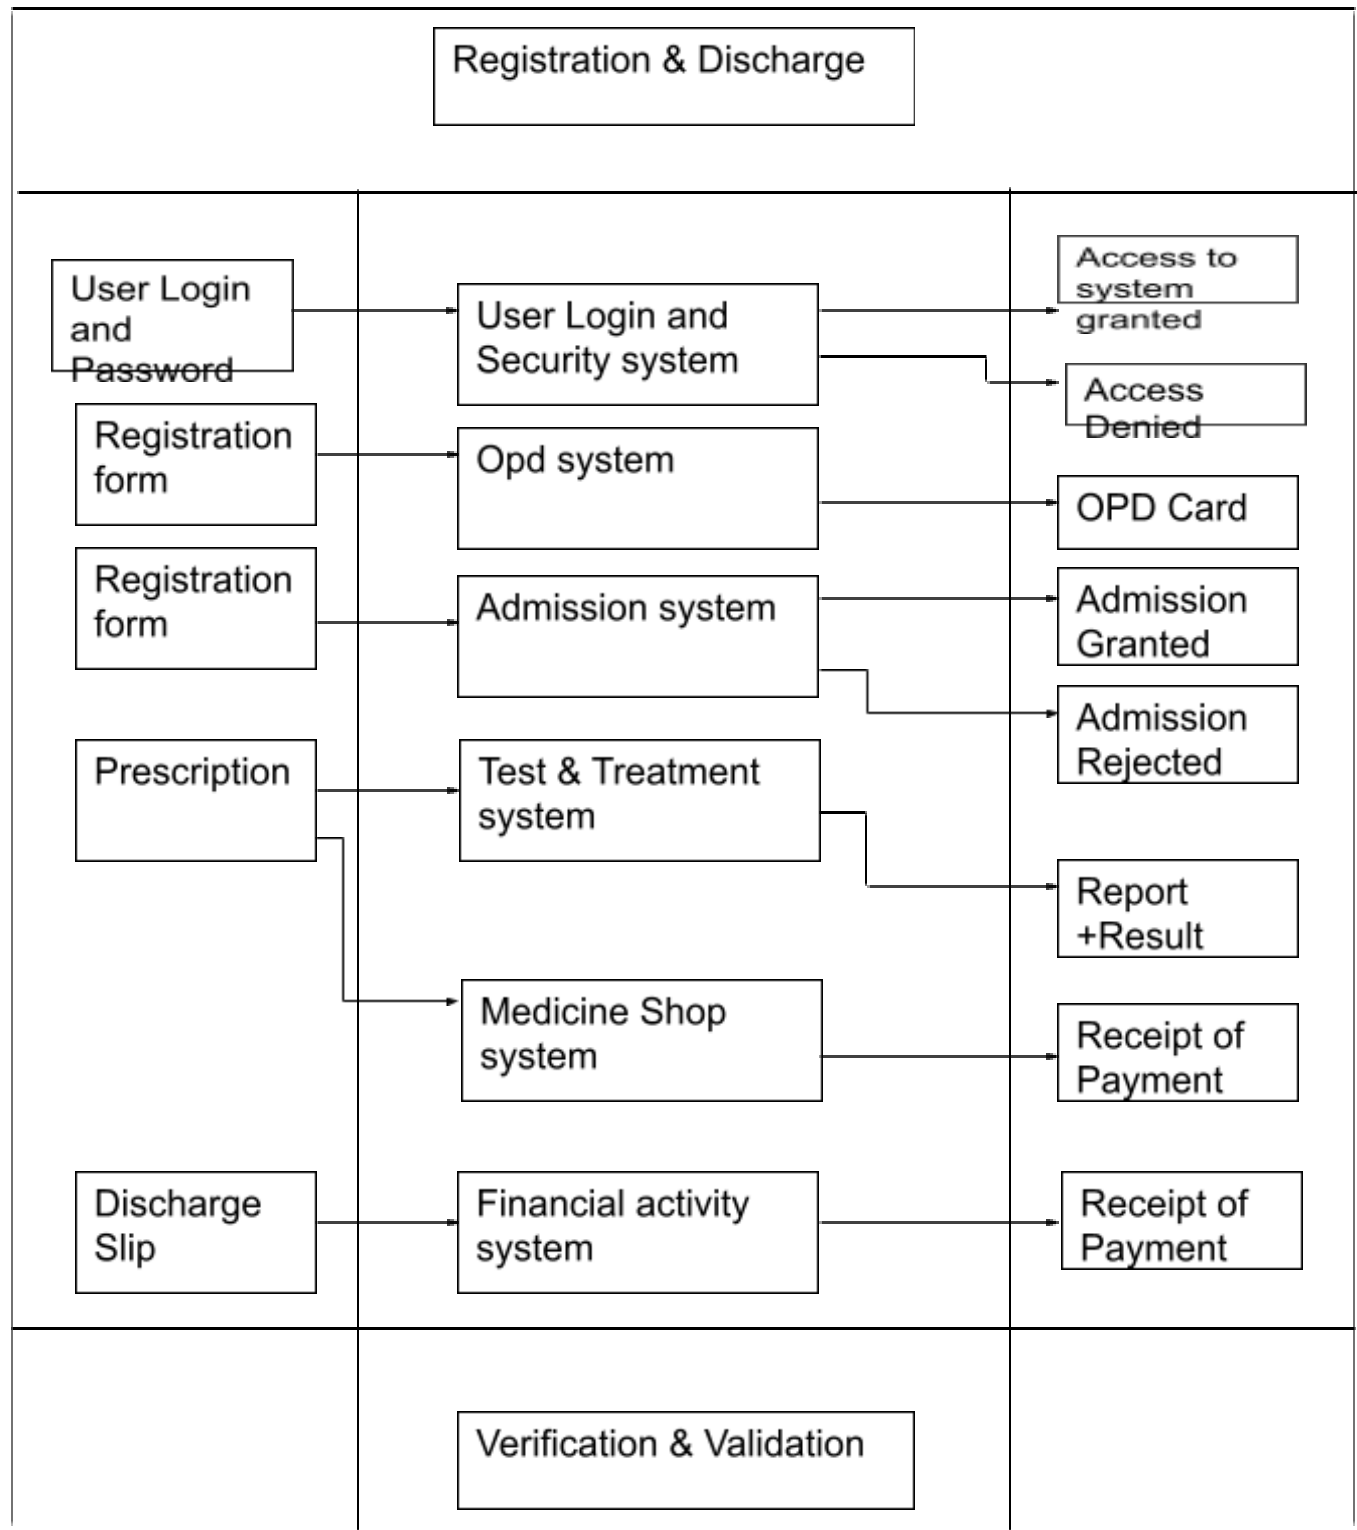 Registration & Discharge
User Login
and
Password
User Login and
Security system
Access to
system
granted
Access
Denied
Registration
form
Opd system
OPD Card
Registration
form
Admission system
Admission
Granted
Admission
Rejected
Prescription
Test & Treatment
system
Report
+Result
Medicine Shop
system
Receipt of
Payment
Discharge
Slip
Financial activity
system
Receipt of
Payment
Verification & Validation